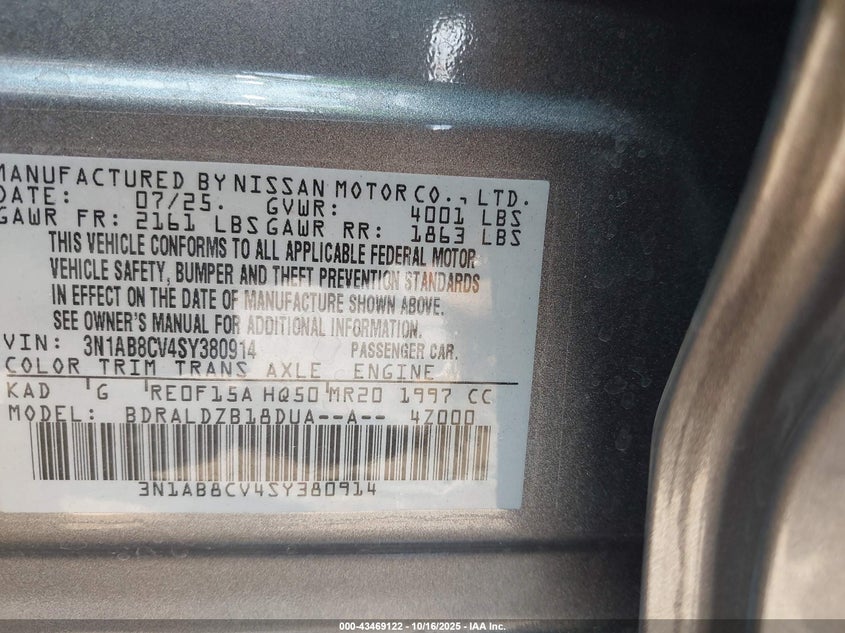 MANUFACTURED BY NISSAN MOTOR CO., LTD.
DATE: 07/25. GVWR: 4001 LBS
GAWR FR: 2161 LBS GAWR RR: 1863 LBS
THIS VEHICLE CONFORMS TO ALL APPLICABLE FEDERAL MOTOR
VEHICLE SAFETY, BUMPER AND THEFT PREVENTION STANDARDS
IN EFFECT ON THE DATE OF MANUFACTURE SHOWN ABOVE.
SEE OWNER'S MANUAL FOR ADDITIONAL INFORMATION.
VIN: 3N1AB8CV4SY380914 PASSENGER CAR.
COLOR TRIM TRANS AXLE ENGINE
KAD G RE0F15A HQ50 MR20 1997 CC
MODEL: BDRALDZB18DUA--A-- 4Z000
3N1AB8CV4SY380914
000-43469122 - 10/16/2025 - IAA Inc.